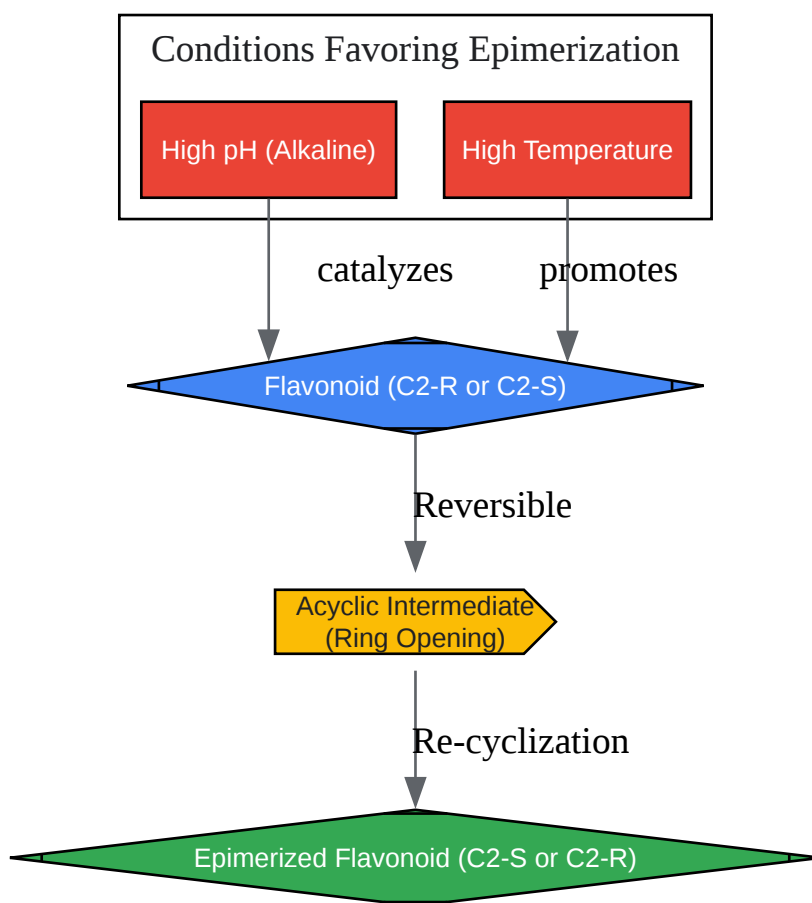 Conditions Favoring Epimerization
High pH (Alkaline)
High Temperature
catalyzes
promotes
Flavonoid (C2-R or C2-S)
Reversible
Acyclic Intermediate
(Ring Opening)
Re-cyclization
Epimerized Flavonoid (C2-S or C2-R)